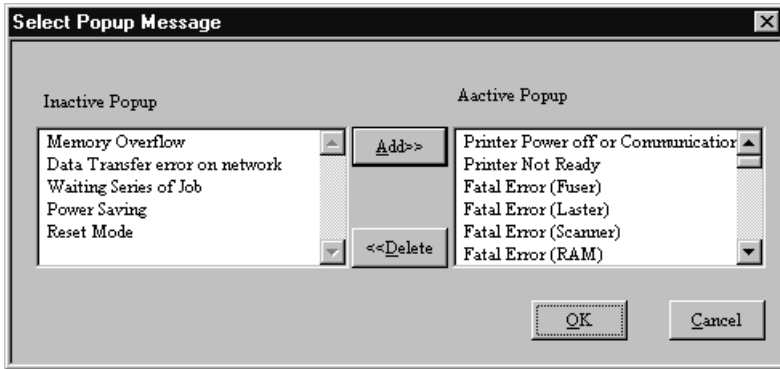 Select Popup Message
Inactive Popup
Aactive Popup
Memory Overflow
Data Transfer error on network
Waiting Series of Job
Power Saving
Reset Mode
Add>>
<<Delete
Printer Power off or Communication
Printer Not Ready
Fatal Error (Fuser)
Fatal Error (Laster)
Fatal Error (Scanner)
Fatal Error (RAM)
OK
Cancel